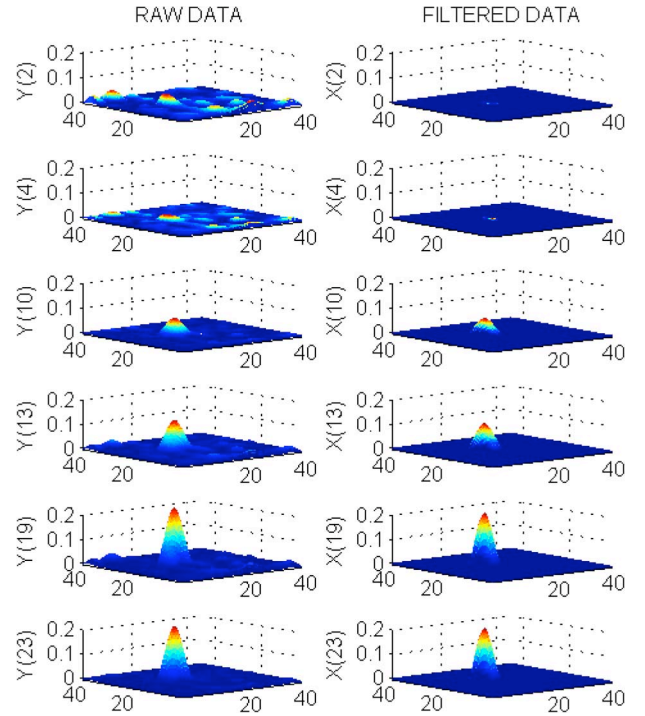 RAW DATA FILTERED DATA
Y(2) 0.2 0.1 0 40 20 20 40 X(2) 0.2 0.1 0 40 20 20 40
Y(4) 0.2 0.1 0 40 20 20 40 X(4) 0.2 0.1 0 40 20 20 40
Y(10) 0.2 0.1 0 40 20 20 40 X(10) 0.2 0.1 0 40 20 20 40
Y(13) 0.2 0.1 0 40 20 20 40 X(13) 0.2 0.1 0 40 20 20 40
Y(19) 0.2 0.1 0 40 20 20 40 X(19) 0.2 0.1 0 40 20 20 40
Y(23) 0.2 0.1 0 40 20 20 40 X(23) 0.2 0.1 0 40 20 20 40